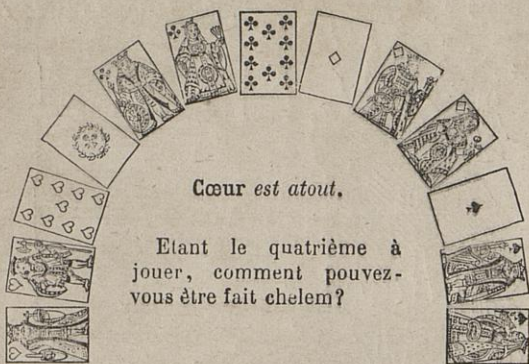 Cœur est atout.
Etant le quatrième à
jouer, comment pouvez-
vous être fait chelem?